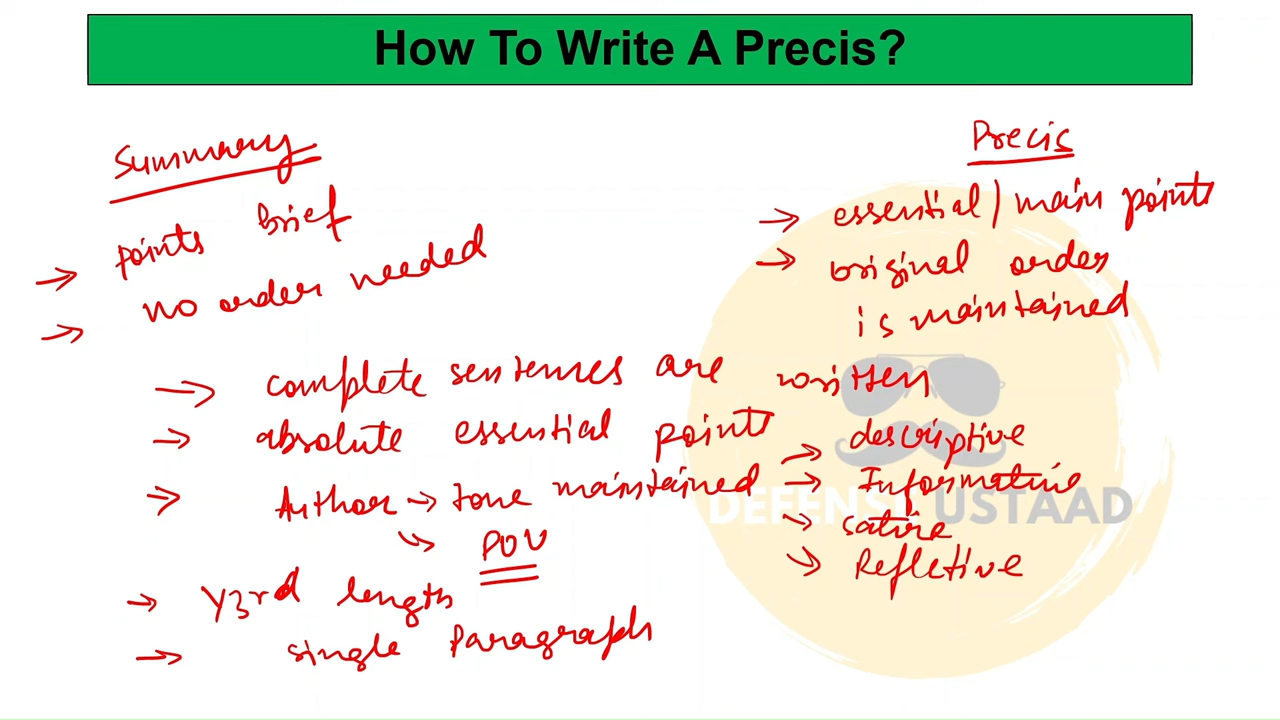 How To Write A Precis?
Summary
→ points brief
→ no order needed
Precis
→ essential / main points
→ original order
is maintained
→ complete sentences are written
→ absolute essential points
→ Author → tone maintained
→ POV
→ descriptive
→ Informative
→ satire
→ Refletive
→ 1/3rd length
→ single Paragraph
DEFENS USTAAD